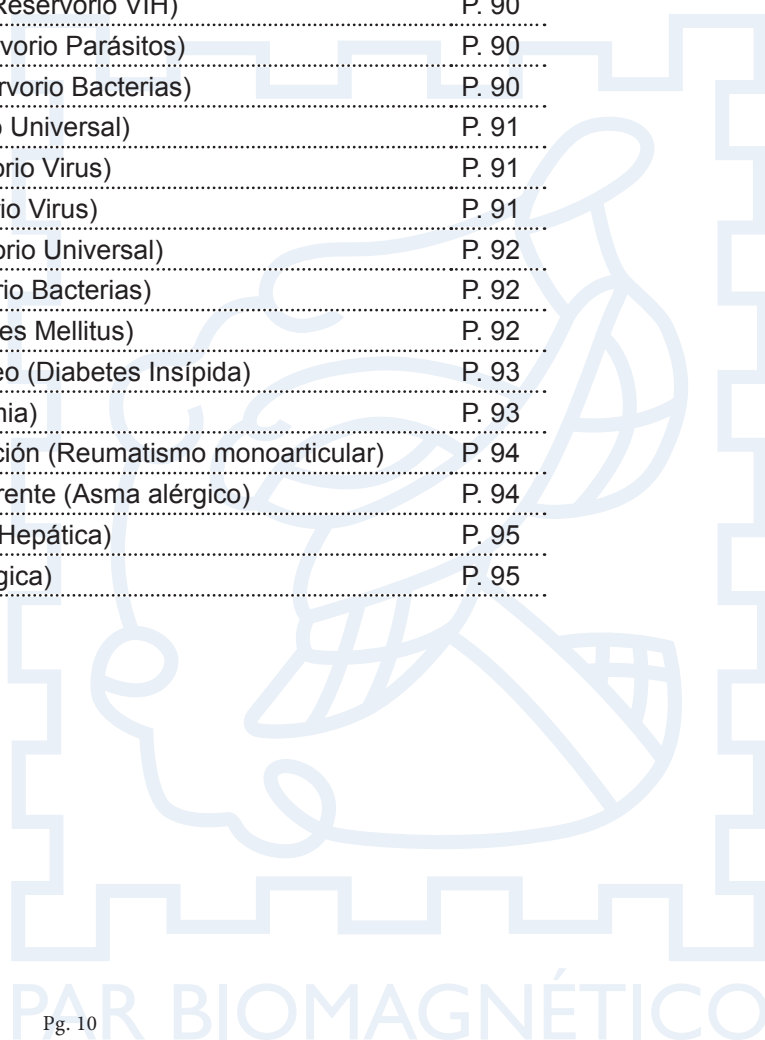 Reservorio VIH) P. 90
vorio Parásitos) P. 90
rvorio Bacterias) P. 90
o Universal) P. 91
orio Virus) P. 91
io Virus) P. 91
orio Universal) P. 92
rio Bacterias) P. 92
es Mellitus) P. 92
eo (Diabetes Insípida) P. 93
nia) P. 93
ción (Reumatismo monoarticular) P. 94
rente (Asma alérgico) P. 94
Hepática) P. 95
gica) P. 95
PAR BIOMAGNÉTICO
Pg. 10